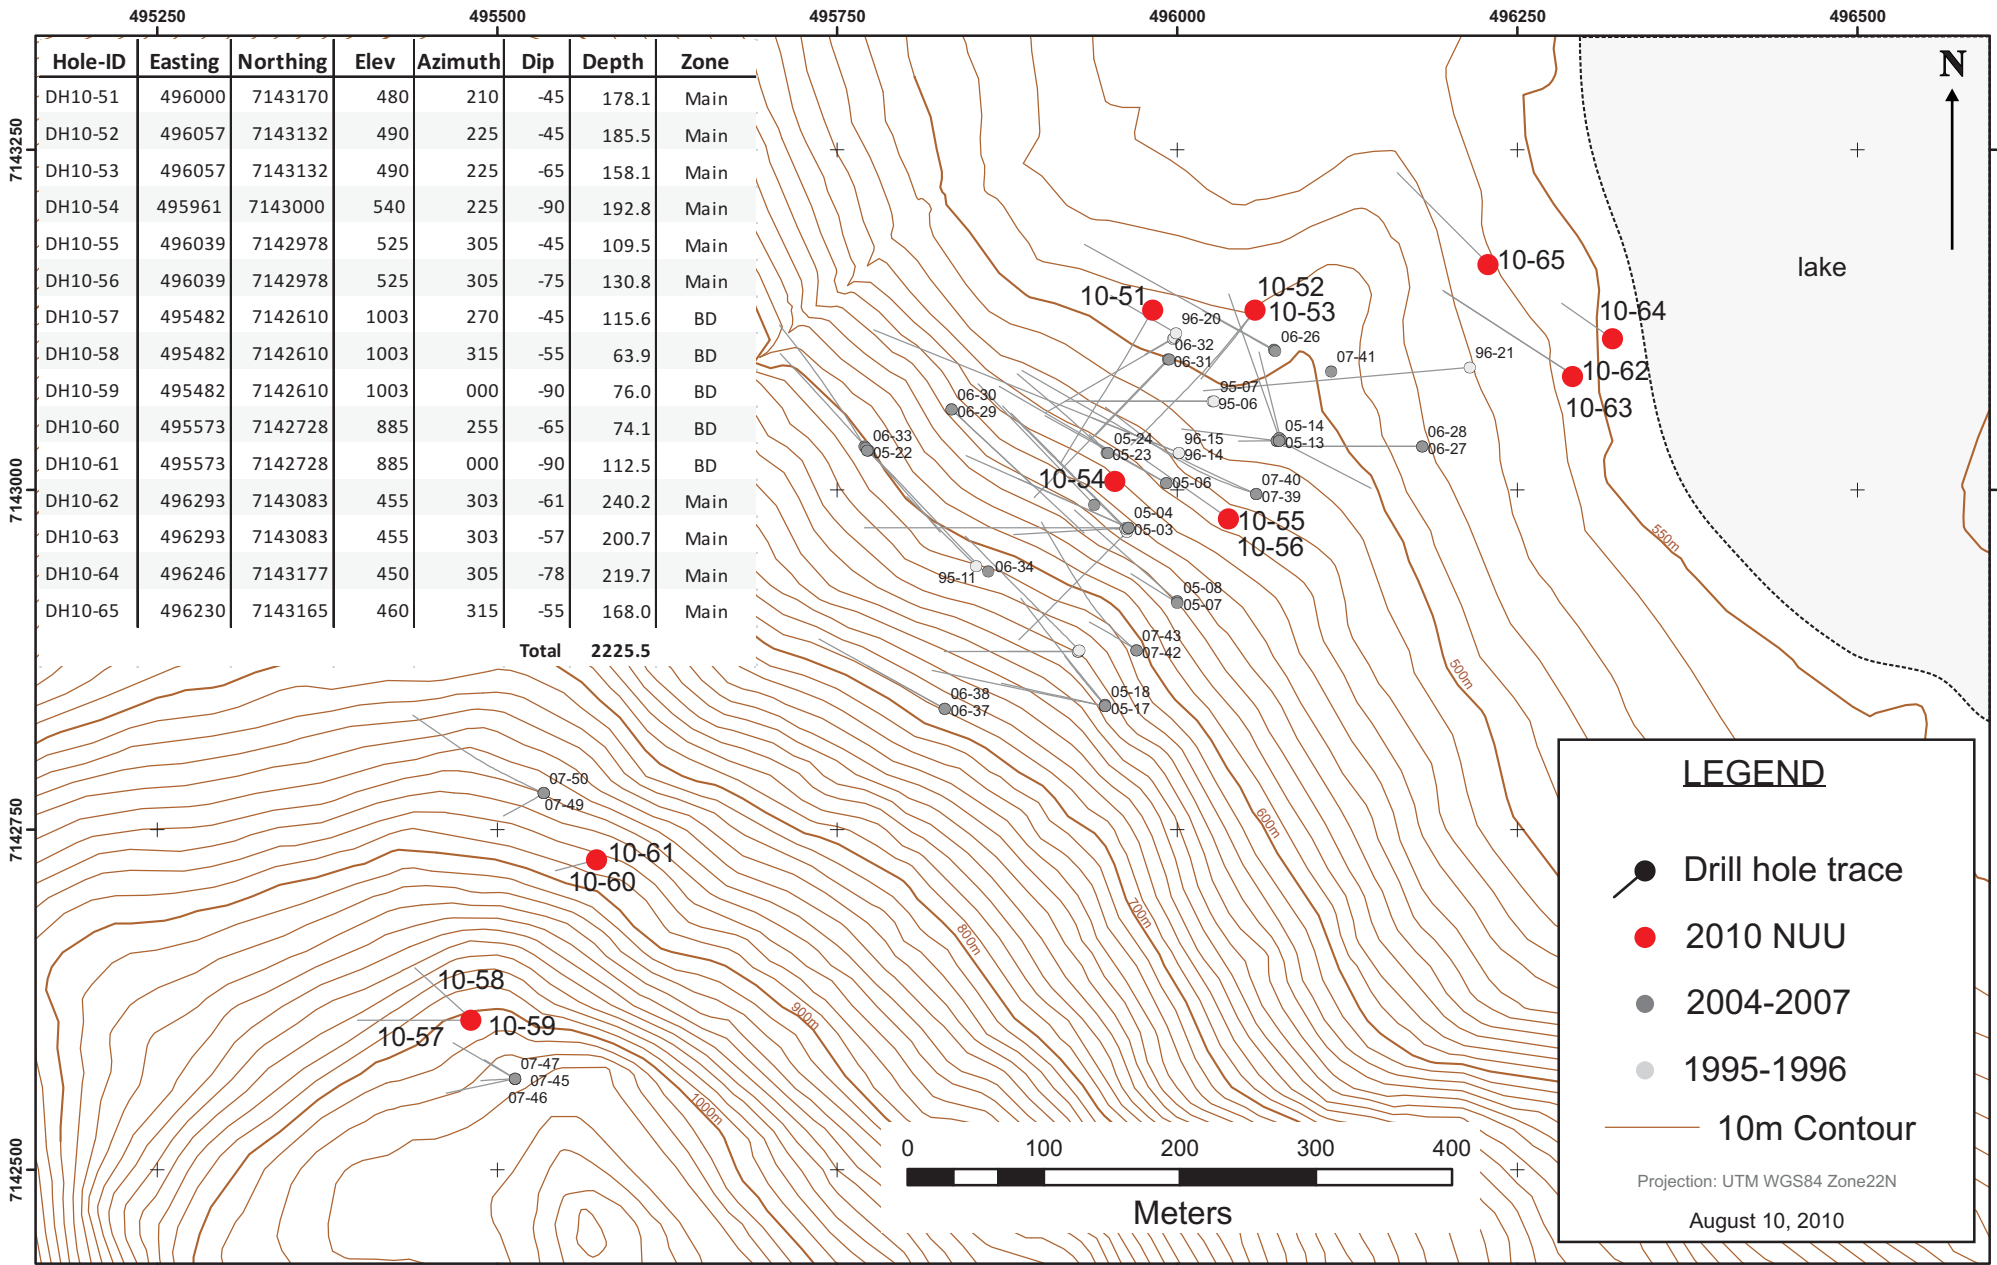 495250 495500 495750 496000 496250 496500
Hole-ID Easting Northing Elev Azimuth Dip Depth Zone
DH10-51 496000 7143170 480 210 -45 178.1 Main
DH10-52 496057 7143132 490 225 -45 185.5 Main
DH10-53 496057 7143132 490 225 -65 158.1 Main
DH10-54 495961 7143000 540 225 -90 192.8 Main
DH10-55 496039 7142978 525 305 -45 109.5 Main
DH10-56 496039 7142978 525 305 -75 130.8 Main
DH10-57 495482 7142610 1003 270 -45 115.6 BD
DH10-58 495482 7142610 1003 315 -55 63.9 BD
DH10-59 495482 7142610 1003 000 -90 76.0 BD
DH10-60 495573 7142728 885 255 -65 74.1 BD
DH10-61 495573 7142728 885 000 -90 112.5 BD
DH10-62 496293 7143083 455 303 -61 240.2 Main
DH10-63 496293 7143083 455 303 -57 200.7 Main
DH10-64 496246 7143177 450 305 -78 219.7 Main
DH10-65 496230 7143165 460 315 -55 168.0 Main
Total 2225.5
7143250
7143000
7142750
7142500
N
lake
10-65
10-64
10-62
10-63
10-51
10-52
10-53
96-20
06-32
06-31
06-26
07-41
96-21
95-07
95-06
06-30
06-29
05-14
05-13
06-28
06-27
06-33
05-22
05-24
05-23
96-15
96-14
10-54
05-06
07-40
07-39
10-55
10-56
05-04
05-03
95-11
06-34
05-08
05-07
07-43
07-42
06-38
06-37
05-18
05-17
07-50
07-49
10-61
10-60
10-58
10-57
10-59
07-47
07-45
07-46
550m
500m
600m
700m
800m
900m
1000m
0 100 200 300 400
Meters
LEGEND
Drill hole trace
2010 NUU
2004-2007
1995-1996
10m Contour
Projection: UTM WGS84 Zone22N
August 10, 2010